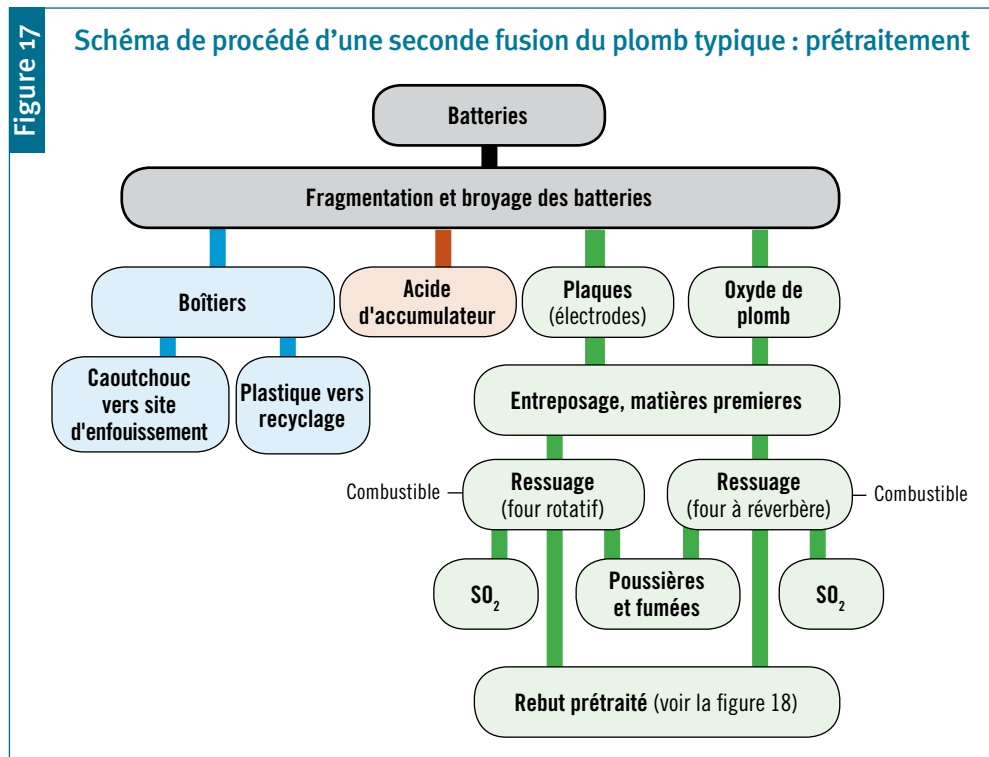 Figure 17
Schéma de procédé d'une seconde fusion du plomb typique : prétraitement
Batteries
Fragmentation et broyage des batteries
Boîtiers
Acide
d'accumulateur
Plaques
(électrodes)
Oxyde de
plomb
Caoutchouc
vers site
d'enfouissement
Plastique vers
recyclage
Entreposage, matières premieres
Combustible
Ressuage
(four rotatif)
Ressuage
(four à réverbère)
Combustible
SO₂
Poussières
et fumées
SO₂
Rebut prétraité (voir la figure 18)